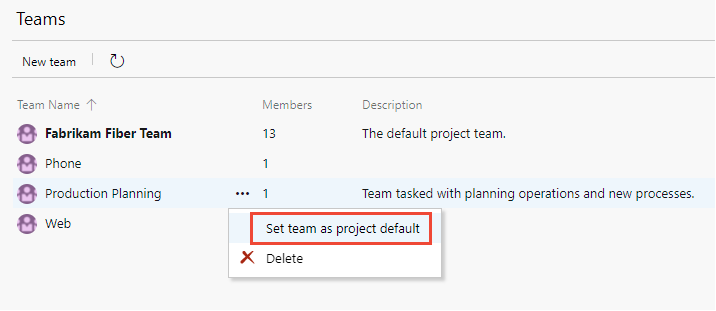 Teams
New team
Team Name Members Description
Fabrikam Fiber Team 13 The default project team.
Phone 1
Production Planning ... 1 Team tasked with planning operations and new processes.
Web
Set team as project default
Delete